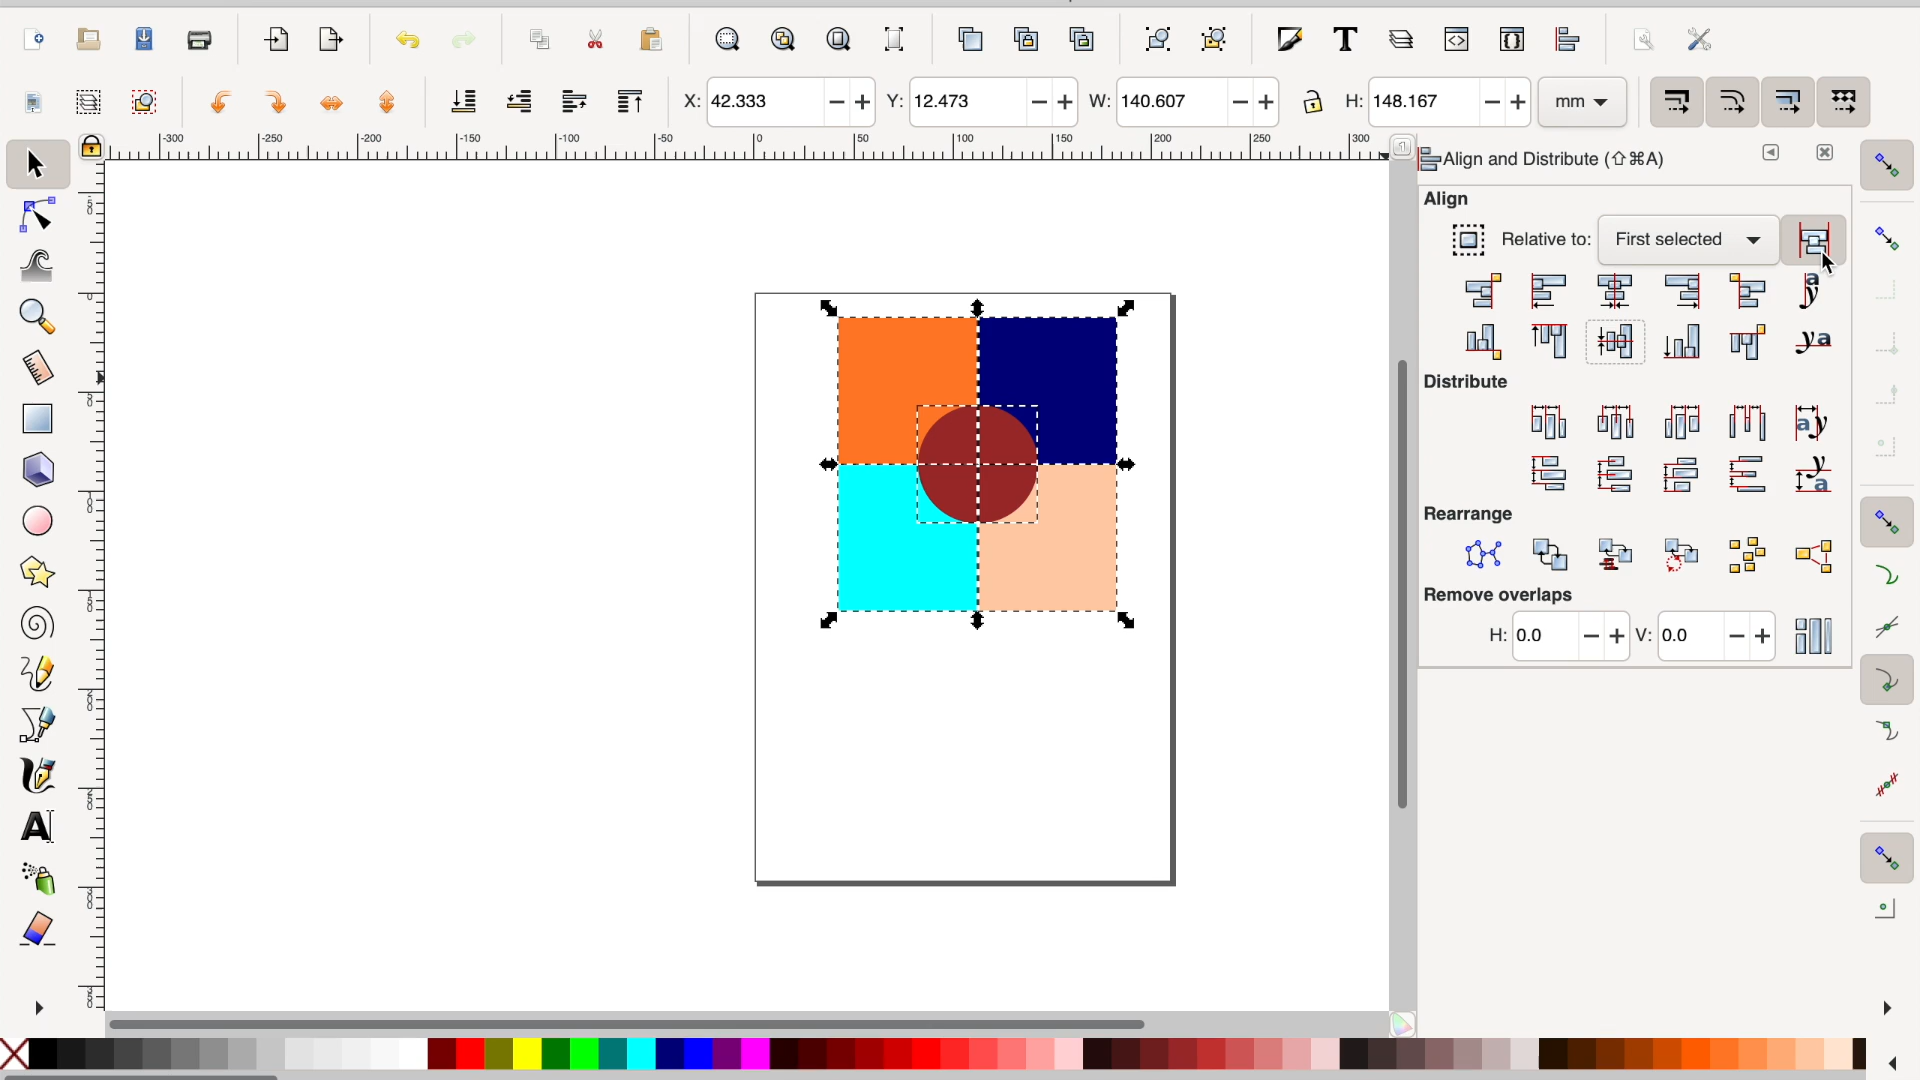 X: 42.333 Y: 12.473 W: 140.607 H: 148.167 mm
-300 -250 -200 -150 -100 -50 0 50 100 150 200 250 300
1
Align and Distribute (⇧⌘A)
Align
Relative to: First selected
Distribute
Rearrange
Remove overlaps
H: 0.0 V: 0.0